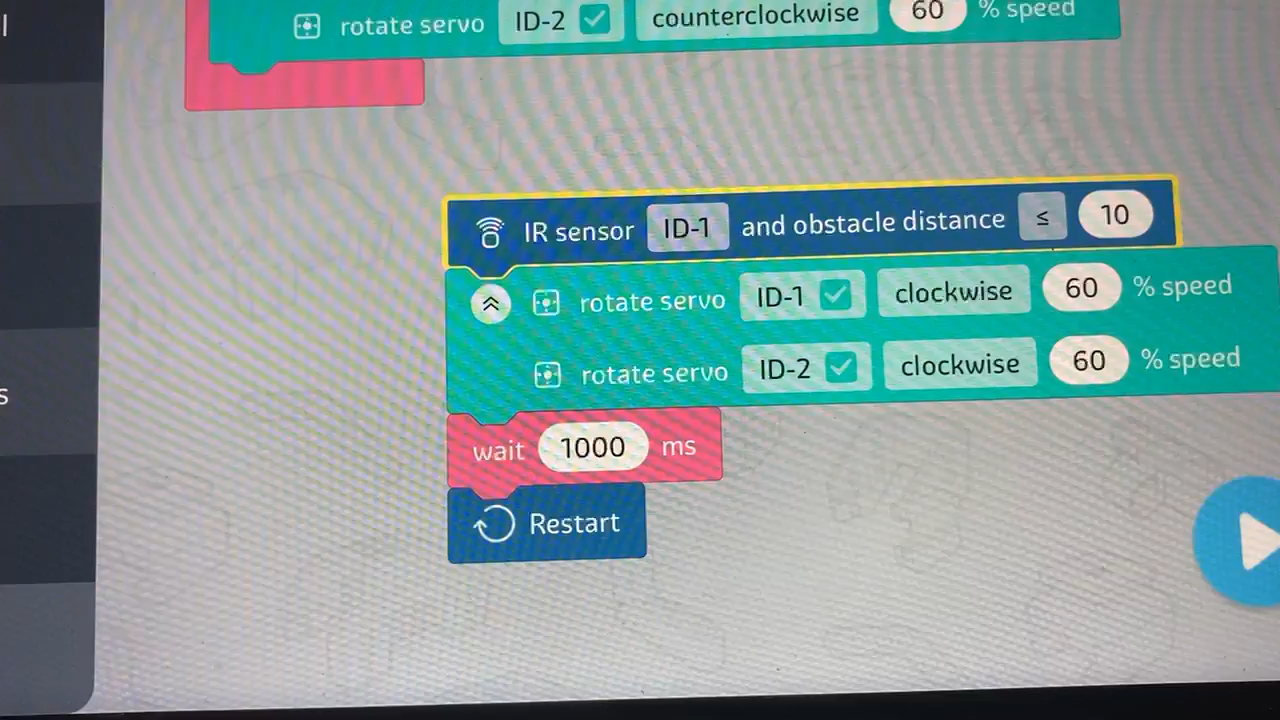 rotate servo ID-2 counterclockwise 60 % speed
IR sensor ID-1 and obstacle distance ≤ 10
rotate servo ID-1 clockwise 60 % speed
rotate servo ID-2 clockwise 60 % speed
wait 1000 ms
Restart